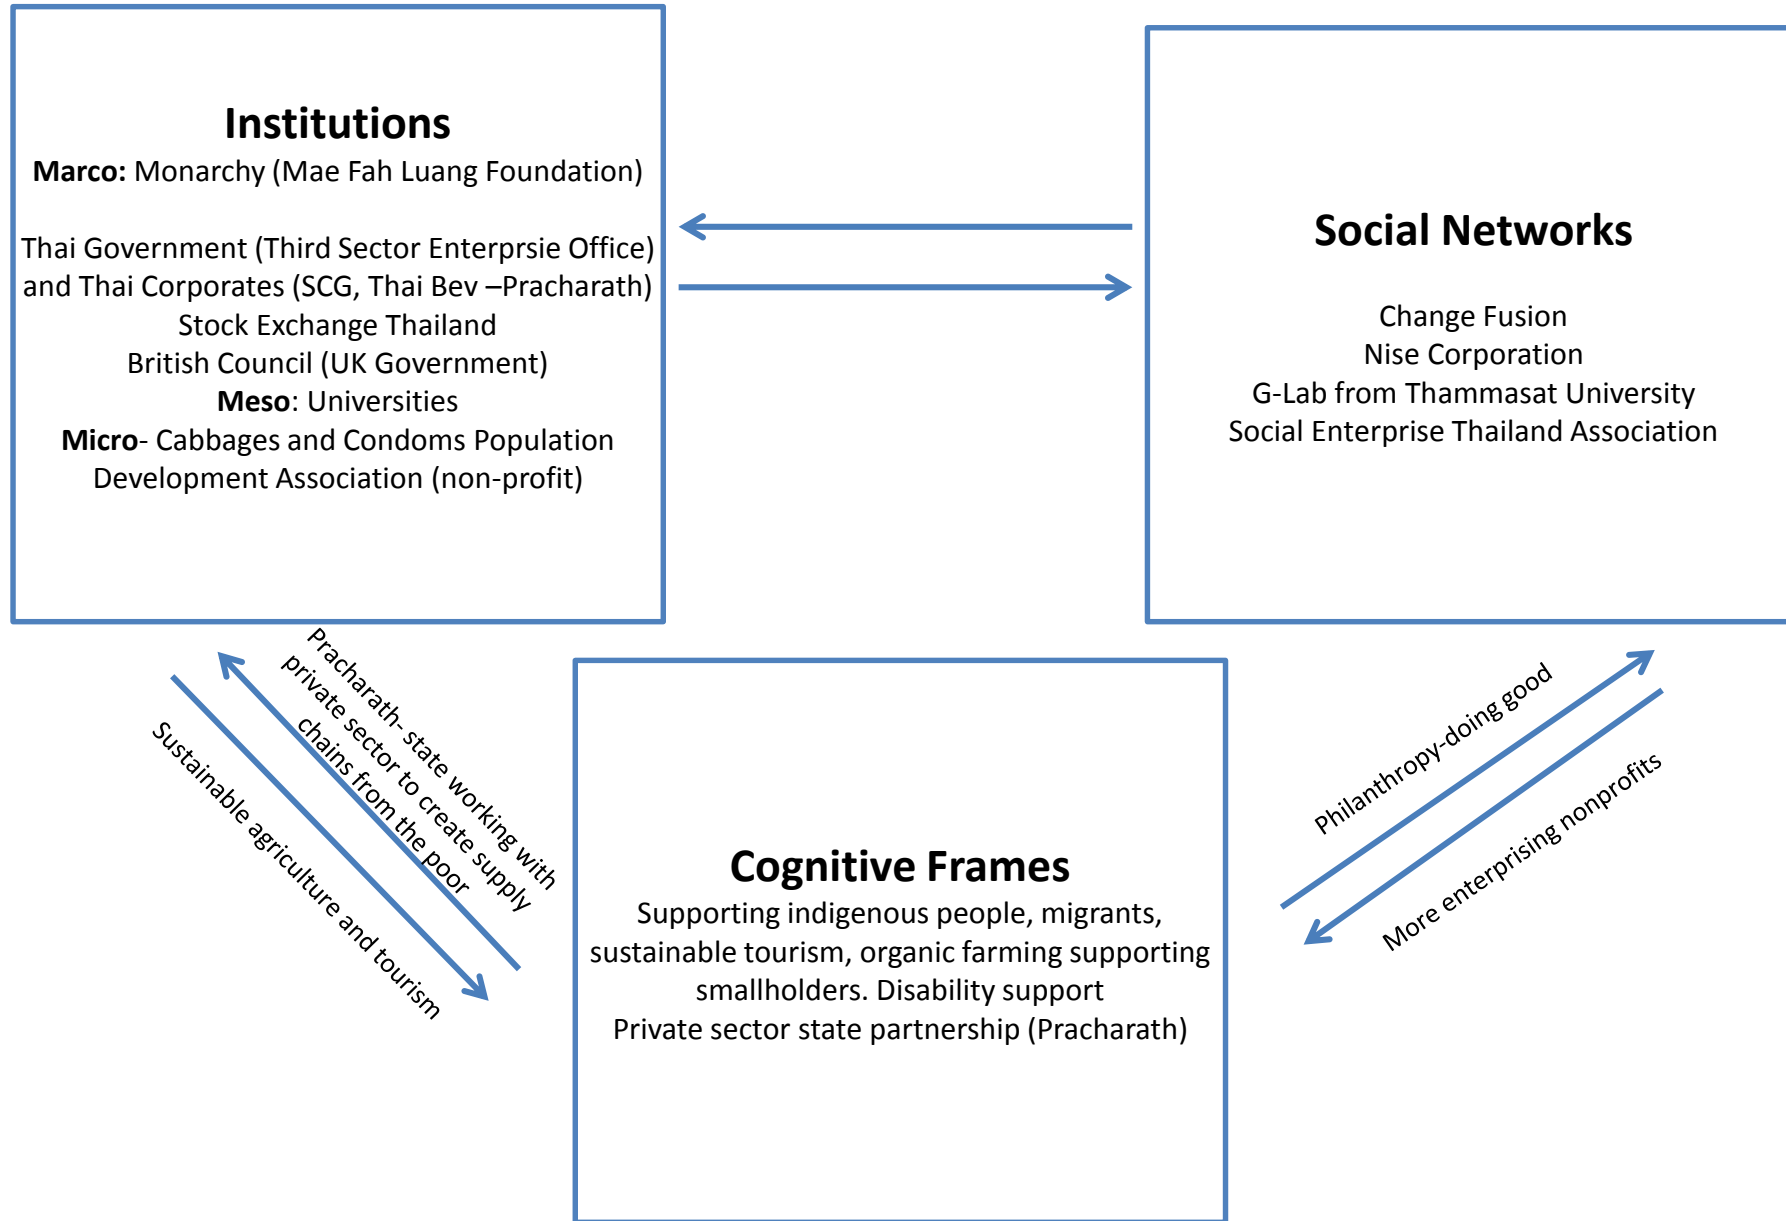 Institutions
Marco: Monarchy (Mae Fah Luang Foundation)
Thai Government (Third Sector Enterprsie Office)
and Thai Corporates (SCG, Thai Bev –Pracharath)
Stock Exchange Thailand
British Council (UK Government)
Meso: Universities
Micro- Cabbages and Condoms Population
Development Association (non-profit)
Social Networks
Change Fusion
Nise Corporation
G-Lab from Thammasat University
Social Enterprise Thailand Association
Pracharath- state working with
private sector to create supply
chains from the poor
Sustainable agriculture and tourism
Cognitive Frames
Supporting indigenous people, migrants,
sustainable tourism, organic farming supporting
smallholders. Disability support
Private sector state partnership (Pracharath)
Philanthropy-doing good
More enterprising nonprofits